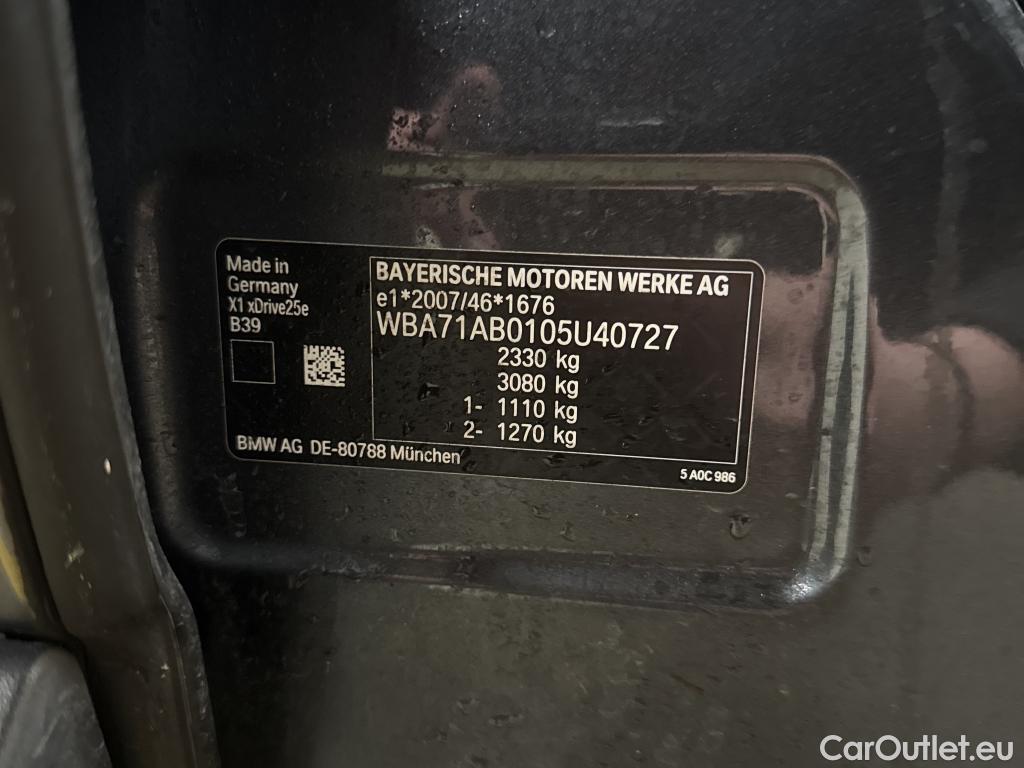 Made in
Germany
X1 xDrive25e
B39
BAYERISCHE MOTOREN WERKE AG
e1*2007/46*1676
WBA71AB0105U40727
2330 kg
3080 kg
1- 1110 kg
2- 1270 kg
BMW AG DE-80788 München
5 A0C 986
CarOutlet.eu